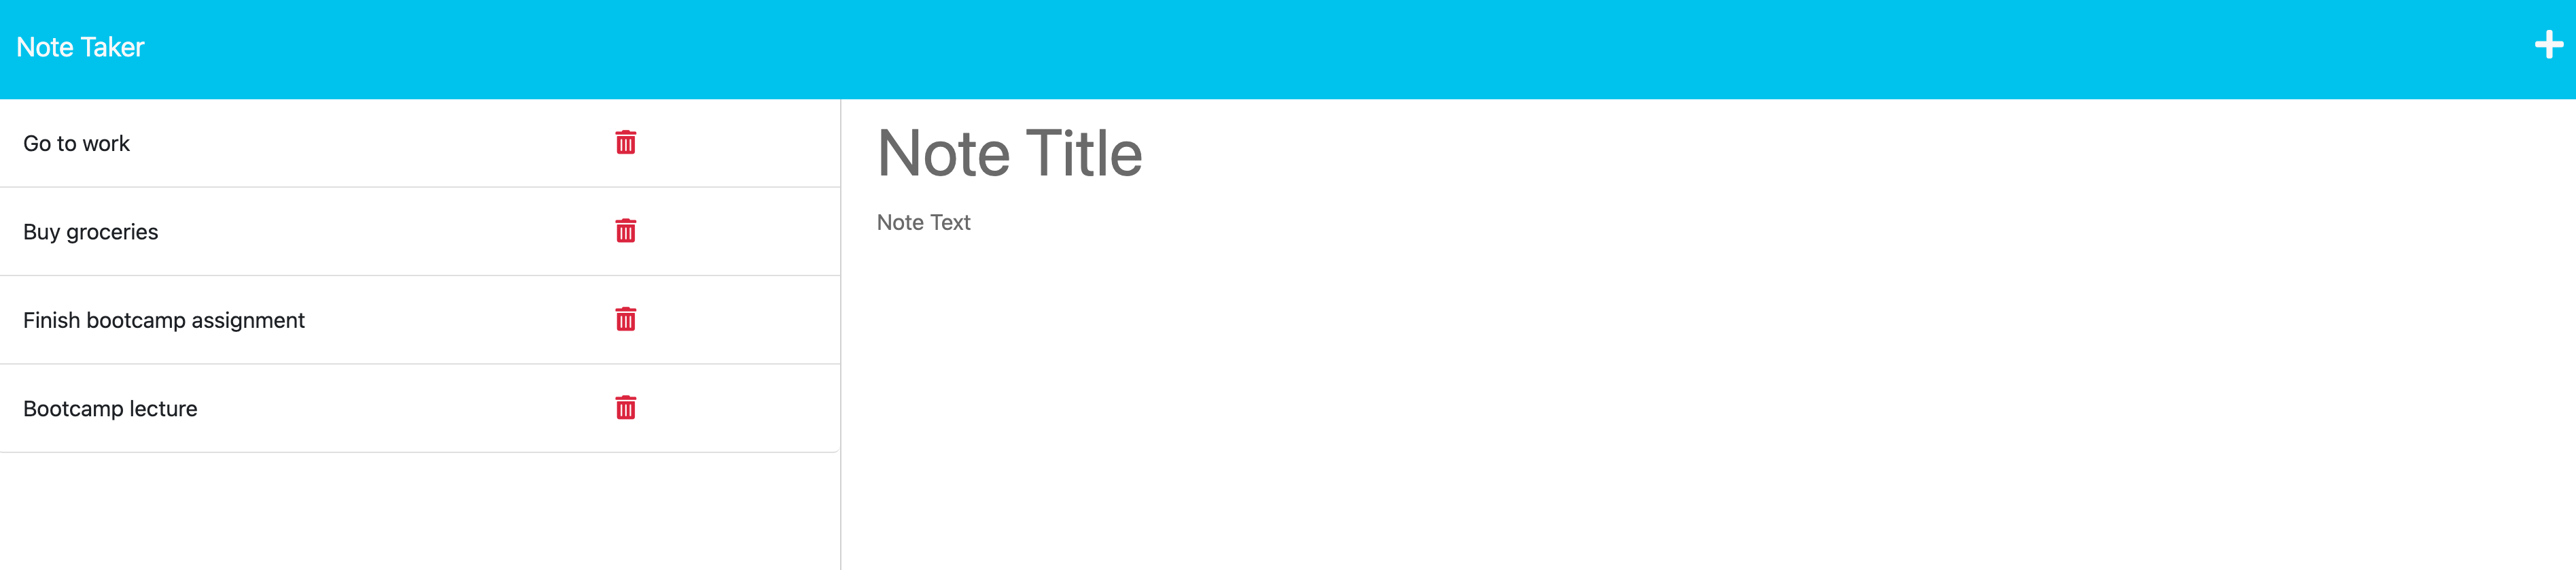 Note Taker
Go to work
Buy groceries
Finish bootcamp assignment
Bootcamp lecture
Note Title
Note Text